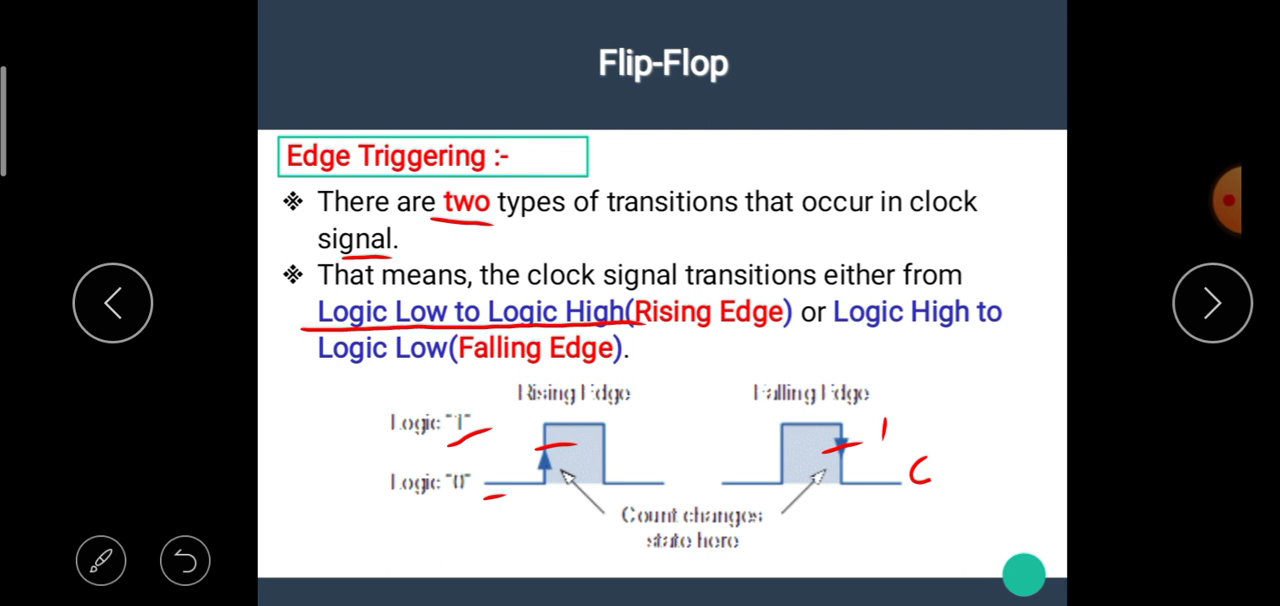 Flip-Flop
Edge Triggering :-
❖ There are two types of transitions that occur in clock
signal.
❖ That means, the clock signal transitions either from
Logic Low to Logic High(Rising Edge) or Logic High to
Logic Low(Falling Edge).
Rising Edge Falling Edge
Logic "1"
Logic "0"
Count changes
state here